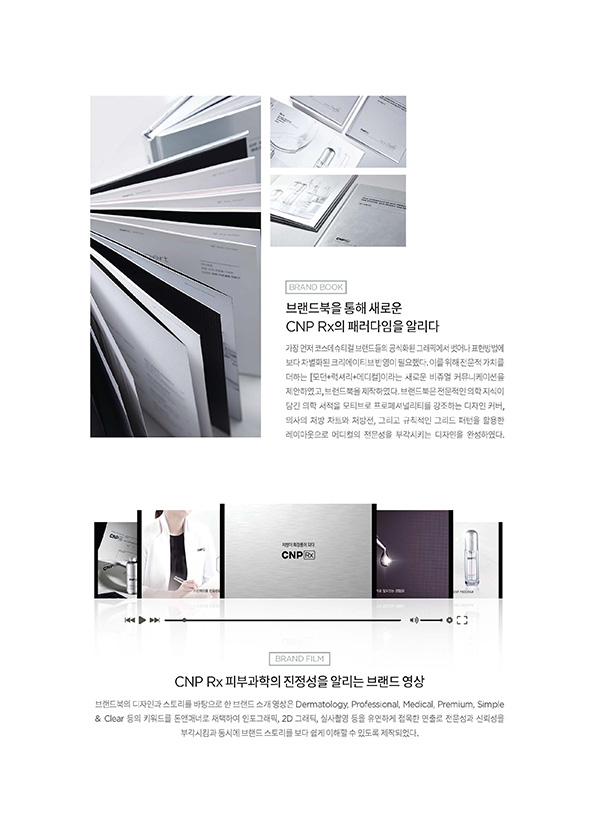 BRAND BOOK
브랜드북을 통해 새로운
CNP Rx의 패러다임을 알리다
가장 먼저 코스메슈티컬 브랜드들의 공식화된 그래픽에서 벗어나 표현방법에
보다 차별화된 크리에이티브 반영이 필요했다. 이를 위해 전문적 가치를
더하는 [모던+럭셔리+메디컬]이라는 새로운 비쥬얼 커뮤니케이션을
제안하였고, 브랜드북을 제작하였다. 브랜드북은 전문적인 의학 지식이
담긴 의학 서적을 모티브로 프로페셔널리티를 강조하는 디자인 커버,
의사의 처방 차트와 처방전, 그리고 규칙적인 그리드 패턴을 활용한
레이아웃으로 메디컬의 전문성을 부각시키는 디자인을 완성하였다.
처방이 화장품이 되다
CNP Rx
BRAND FILM
CNP Rx 피부과학의 진정성을 알리는 브랜드 영상
브랜드북의 디자인과 스토리를 바탕으로 한 브랜드 소개 영상은 Dermatology, Professional, Medical, Premium, Simple
& Clear 등의 키워드를 톤앤매너로 채택하여 인포그래픽, 2D 그래픽, 실사촬영 등을 유연하게 접목한 연출로 전문성과 신뢰성을
부각시킴과 동시에 브랜드 스토리를 보다 쉽게 이해할 수 있도록 제작되었다.